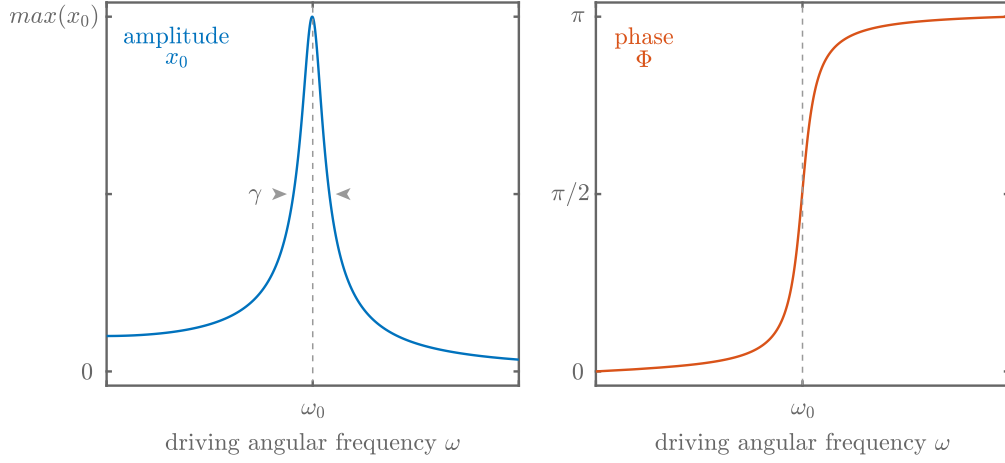 max(x₀)
amplitude
x₀
γ
0
ω₀
driving angular frequency ω
π
phase
Φ
π/2
0
ω₀
driving angular frequency ω